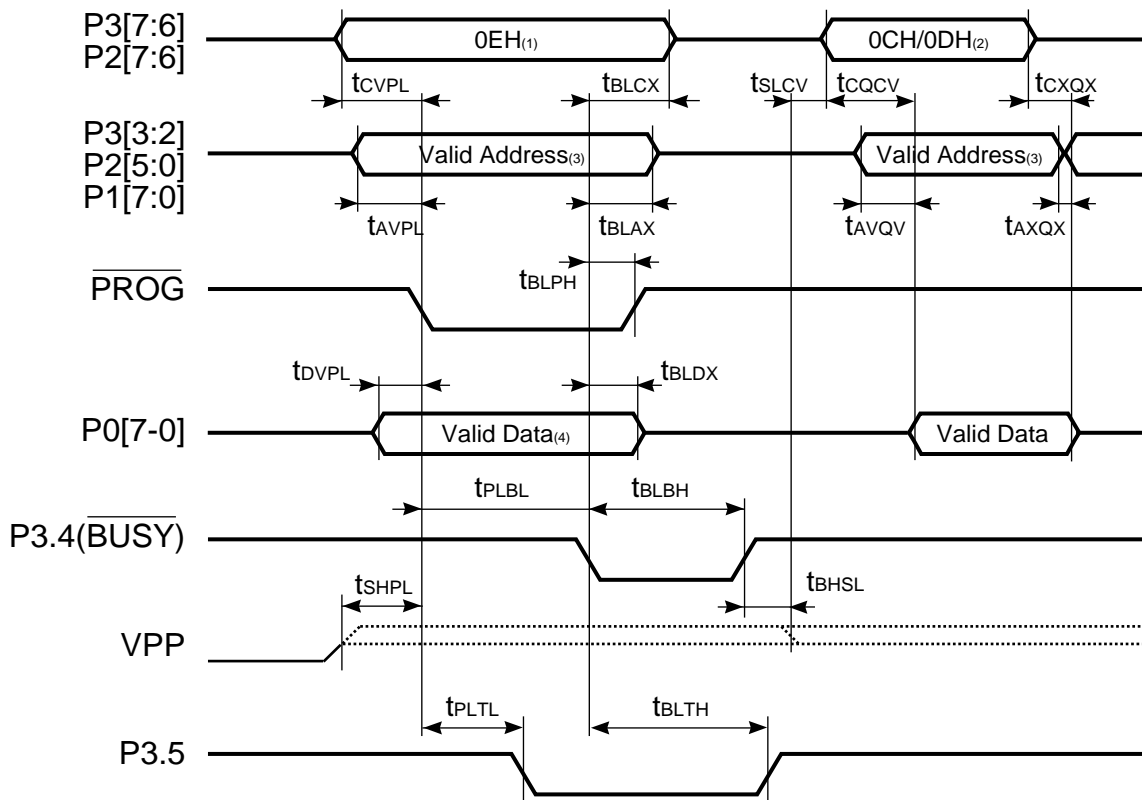 P3[7:6]
P2[7:6]
0EH(1)
0CH/0DH(2)
tCVPL
tBLCX
tSLCV
tCQCV
tCXQX
P3[3:2]
P2[5:0]
P1[7:0]
Valid Address(3)
Valid Address(3)
tAVPL
tBLAX
tAVQV
tAXQX
tBLPH
PROG
tDVPL
tBLDX
P0[7-0]
Valid Data(4)
Valid Data
tPLBL
tBLBH
P3.4(BUSY)
tSHPL
tBHSL
VPP
tPLTL
tBLTH
P3.5